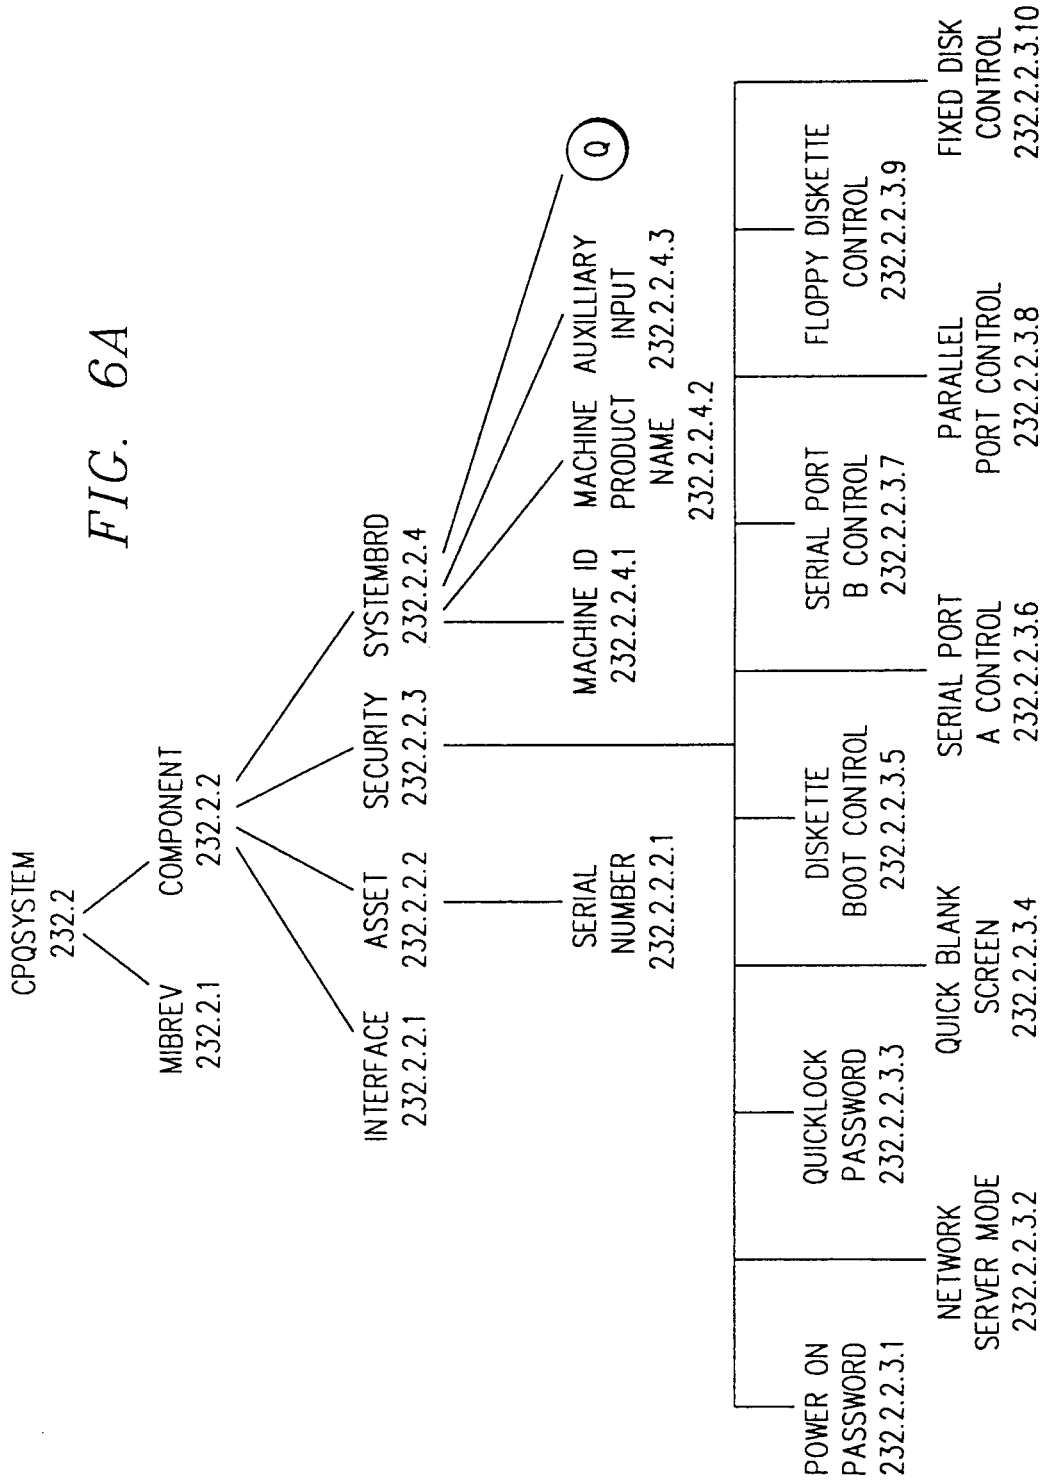 FIG. 6A
CPQSYSTEM
232.2
MIBREV
232.2.1
COMPONENT
232.2.2
INTERFACE
232.2.2.1
ASSET
232.2.2.2
SECURITY
232.2.2.3
SYSTEMBRD
232.2.2.4
SERIAL
NUMBER
232.2.2.2.1
MACHINE ID
232.2.2.4.1
MACHINE
PRODUCT
NAME
232.2.2.4.2
AUXILLIARY
INPUT
232.2.2.4.3
Q
POWER ON
PASSWORD
232.2.2.3.1
NETWORK
SERVER MODE
232.2.2.3.2
QUICKLOCK
PASSWORD
232.2.2.3.3
QUICK BLANK
SCREEN
232.2.2.3.4
DISKETTE
BOOT CONTROL
232.2.2.3.5
SERIAL PORT
A CONTROL
232.2.2.3.6
SERIAL PORT
B CONTROL
232.2.2.3.7
PARALLEL
PORT CONTROL
232.2.2.3.8
FLOPPY DISKETTE
CONTROL
232.2.2.3.9
FIXED DISK
CONTROL
232.2.2.3.10